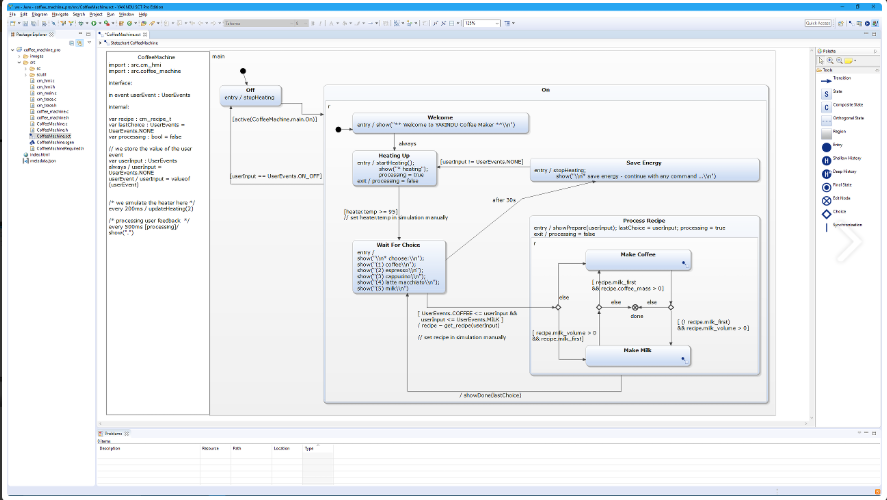 File Edit Diagram Navigate Search Project Run Window Help
121%
Quick Access
Package Explorer
*CoffeeMachine.sct
Statechart CoffeeMachine
coffee_machine.pro
images
src
index.html
CoffeeMachine
import : src.cm_hmi
import : src.coffee_machine
interface:
in event userEvent : UserEvents
internal:
var recipe : cm_recipe_t
var lastChoice : UserEvents =
UserEvents.NONE
var processing : bool = false
// we store the value of the user
event
var userInput : UserEvents
always / userInput =
UserEvents.NONE
userEvent / userInput = valueof
(userEvent)
/* we simulate the heater here */
every 200ms / updateHeating(2)
/* processing user feedback */
every 500ms [processing]/
show(".")
main
Off
entry / stopHeating
[active(CoffeeMachine.main.On)]
[userInput == UserEvents.ON_OFF]
On
r
Welcome
entry / show("** Welcome to YAKINDU Coffee Maker **\\n")
always
Heating Up
entry / startHeating();
show("* heating");
processing = true
exit / processing = false
[userInput != UserEvents.NONE]
Save Energy
entry / stopHeating;
show("\\n* save energy - continue with any command ...\\n")
after 30s
[heater.temp >= 95]
// set heater.temp in simulation manually
Wait For Choice
entry /
show("\\n* choose:\\n");
show("(1) coffee\\n");
show("(2) espresso\\n");
show("(3) cappucino\\n");
show("(4) latte macchiato\\n");
show("(5) milk\\n")
[ UserEvents.COFFEE <= userInput &&
userInput <= UserEvents.MILK ]
/ recipe = get_recipe(userInput)
// set recipe in simulation manually
Process Recipe
entry / showPrepare(userInput); lastChoice = userInput; processing = true
exit / processing = false
r
Make Coffee
[ recipe.milk_first
&& recipe.coffee_mass > 0]
else
else
else
done
[ (! recipe.milk_first)
&& recipe.milk_volume > 0]
[ recipe.milk_volume > 0
&& recipe.milk_first]
Make Milk
/ showDone(lastChoice)
Palette
Tools
Transition
State
Composite State
Orthogonal State
Region
Entry
Shallow History
Deep History
Final State
Exit Node
Choice
Synchronization
Problems
0 items
Description
Resource
Path
Location
Type